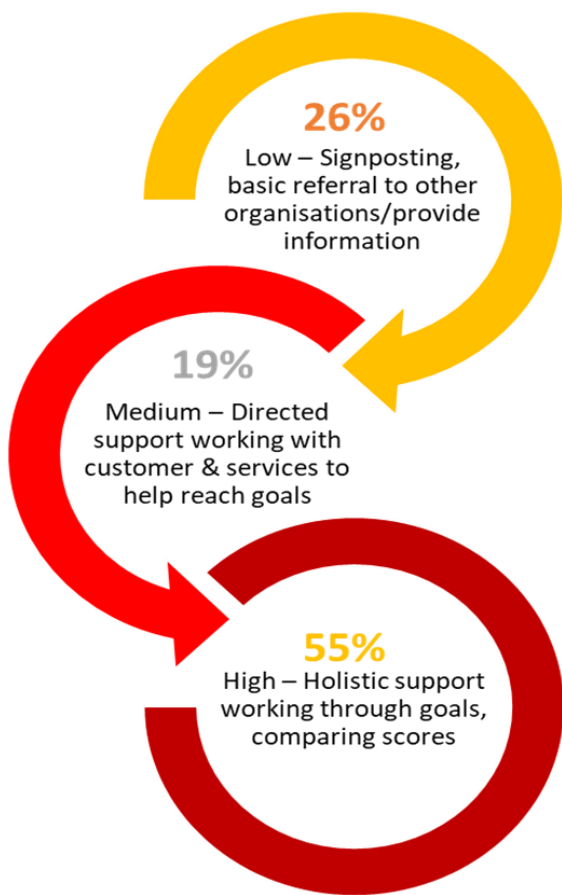 26%
Low – Signposting,
basic referral to other
organisations/provide
information
19%
Medium – Directed
support working with
customer & services to
help reach goals
55%
High – Holistic support
working through goals,
comparing scores